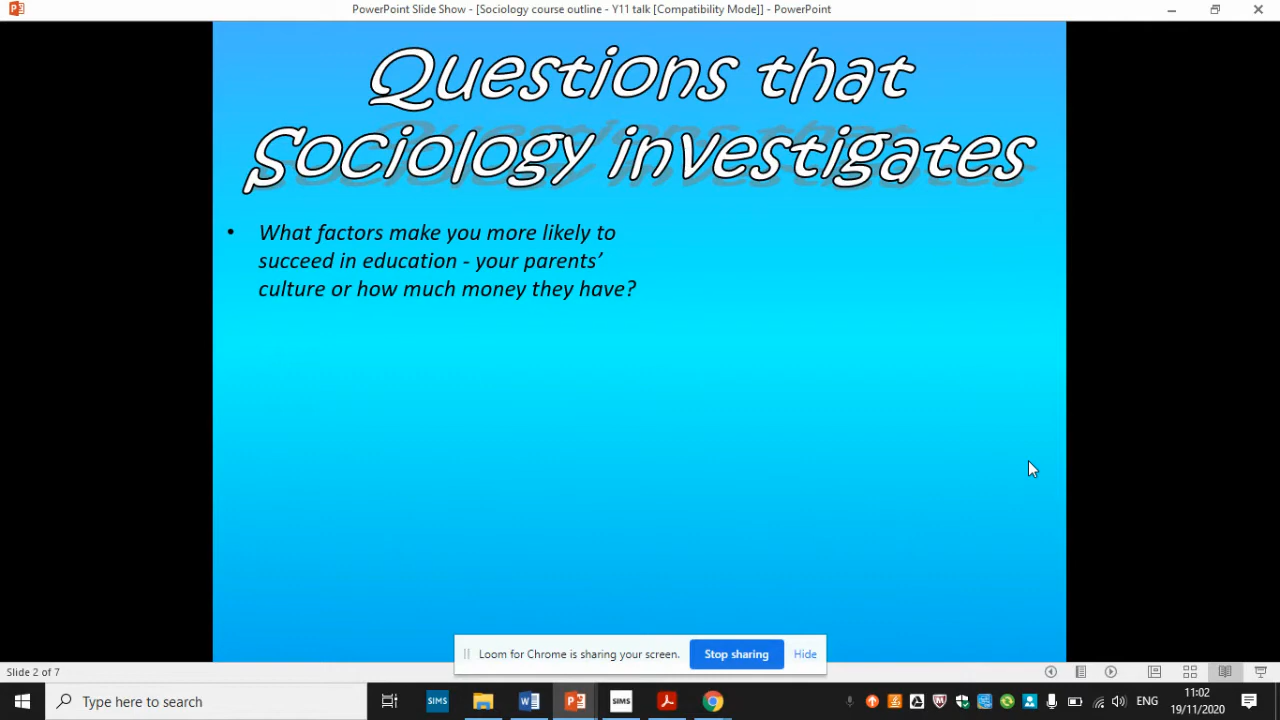 PowerPoint Slide Show - [Sociology course outline - Y11 talk [Compatibility Mode]] - PowerPoint
Questions that
Sociology investigates
• What factors make you more likely to
succeed in education - your parents’
culture or how much money they have?
Loom for Chrome is sharing your screen. Stop sharing Hide
Slide 2 of 7
Type here to search
SIMS
SIMS
ENG
11:02
19/11/2020